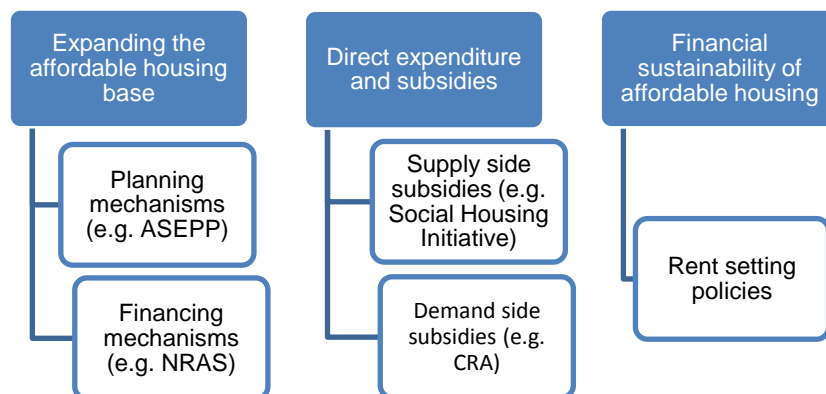 Expanding the
affordable housing
base
Planning
mechanisms
(e.g. ASEPP)
Financing
mechanisms
(e.g. NRAS)
Direct expenditure
and subsidies
Supply side
subsidies (e.g.
Social Housing
Initiative)
Demand side
subsidies (e.g.
CRA)
Financial
sustainability of
affordable housing
Rent setting
policies